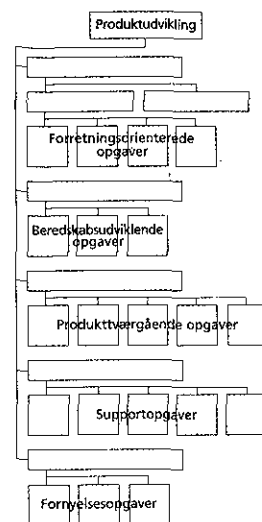 Produktudvikling
Forretningsorienterede
opgaver
Beredskabsudviklende
opgaver
Produkttværgående opgaver
Supportopgaver
Fornyelsesopgaver